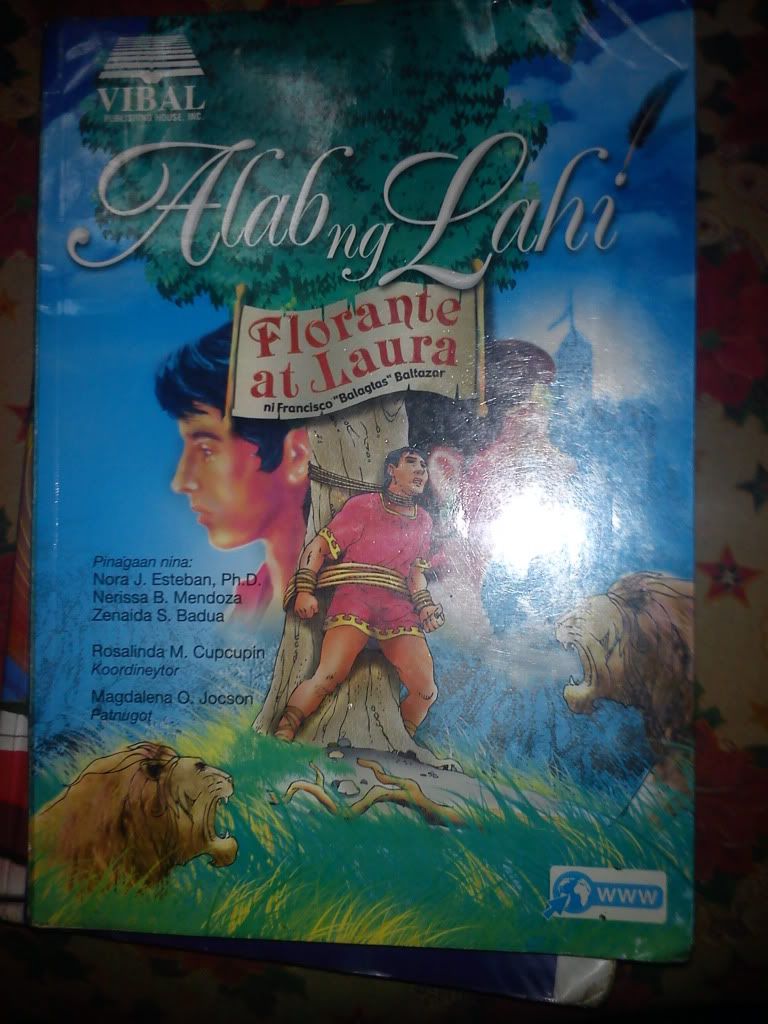 VIBAL
PUBLISHING HOUSE, INC.
Alab ng Lahi
Florante
at Laura
ni Francisco "Balagtas" Baltazar
Pinagaan nina:
Nora J. Esteban, Ph.D.
Nerissa B. Mendoza
Zenaida S. Badua
Rosalinda M. Cupcupin
Koordineytor
Magdalena O. Jocson
Patnugot
WWW